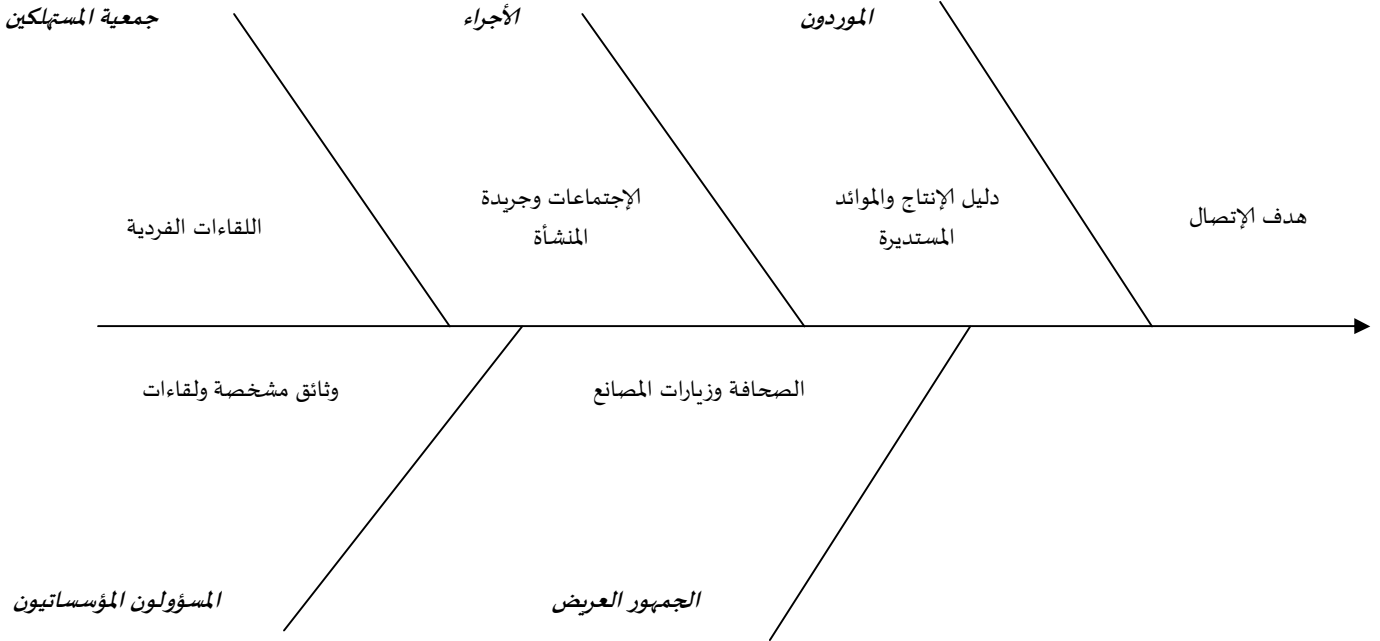 الموردون
الأجراء
جمعية المستهلكين
هدف الإتصال
دليل الإنتاج والموائد
المستديرة
الإجتماعات وجريدة
المنشأة
اللقاءات الفردية
الصحافة وزيارات المصانع
وثائق مشخصة ولقاءات
الجمهور العريض
المسؤولون المؤسساتيون